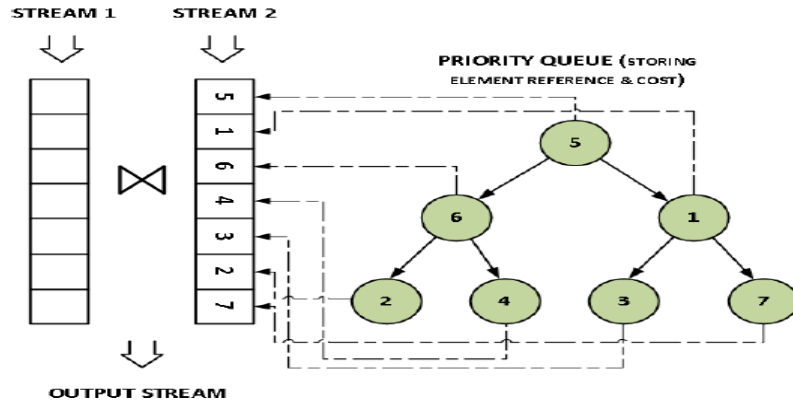 STREAM 1
STREAM 2
PRIORITY QUEUE (STORING
ELEMENT REFERENCE & COST)
5
1
6
4
3
2
7
5
6
1
2
4
3
7
OUTPUT STREAM